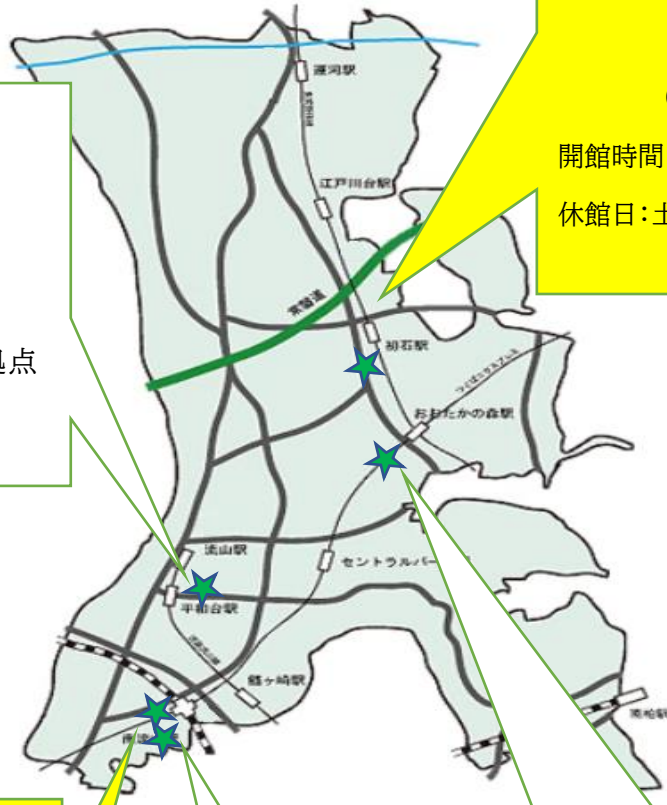 運河駅
開館時間
江戸川台駅
休館日：土
常磐道
初石駅
拠点
つくばエクスプレス
おおたかの森駅
流山駅
セントラルパー
平和台駅
鰭ヶ崎駅
南柏駅